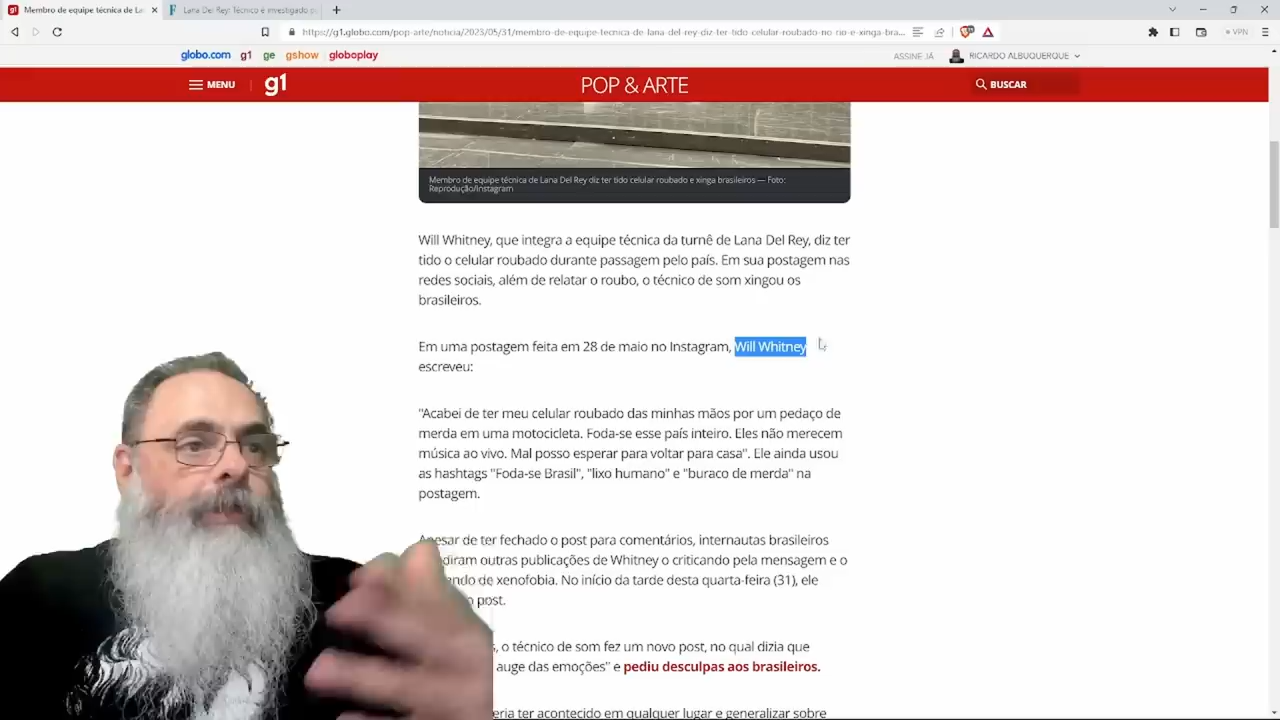 Membro de equipe técnica de La
Lana Del Rey: Técnico é investigado
https://g1.globo.com/pop-arte/noticia/2023/05/31/membro-de-equipe-tecnica-de-lana-del-rey-diz-ter-tido-celular-roubado-no-rio-e-xinga-bra...
VPN
globo.com g1 ge gshow globoplay
ASSINE JÁ
RICARDO ALBUQUERQUE
MENU
g1
POP & ARTE
BUSCAR
Membro de equipe técnica de Lana Del Rey diz ter tido celular roubado e xinga brasileiros — Foto:
Reprodução/Instagram
Will Whitney, que integra a equipe técnica da turnê de Lana Del Rey, diz ter
tido o celular roubado durante passagem pelo país. Em sua postagem nas
redes sociais, além de relatar o roubo, o técnico de som xingou os
brasileiros.
Em uma postagem feita em 28 de maio no Instagram, Will Whitney
escreveu:
"Acabei de ter meu celular roubado das minhas mãos por um pedaço de
merda em uma motocicleta. Foda-se esse país inteiro. Eles não merecem
música ao vivo. Mal posso esperar para voltar para casa". Ele ainda usou
as hashtags "Foda-se Brasil", "lixo humano" e "buraco de merda" na
postagem.
Apesar de ter fechado o post para comentários, internautas brasileiros
diram outras publicações de Whitney o criticando pela mensagem e o
ando de xenofobia. No início da tarde desta quarta-feira (31), ele
post.
s, o técnico de som fez um novo post, no qual dizia que
auge das emoções" e pediu desculpas aos brasileiros.
eria ter acontecido em qualquer lugar e generalizar sobre